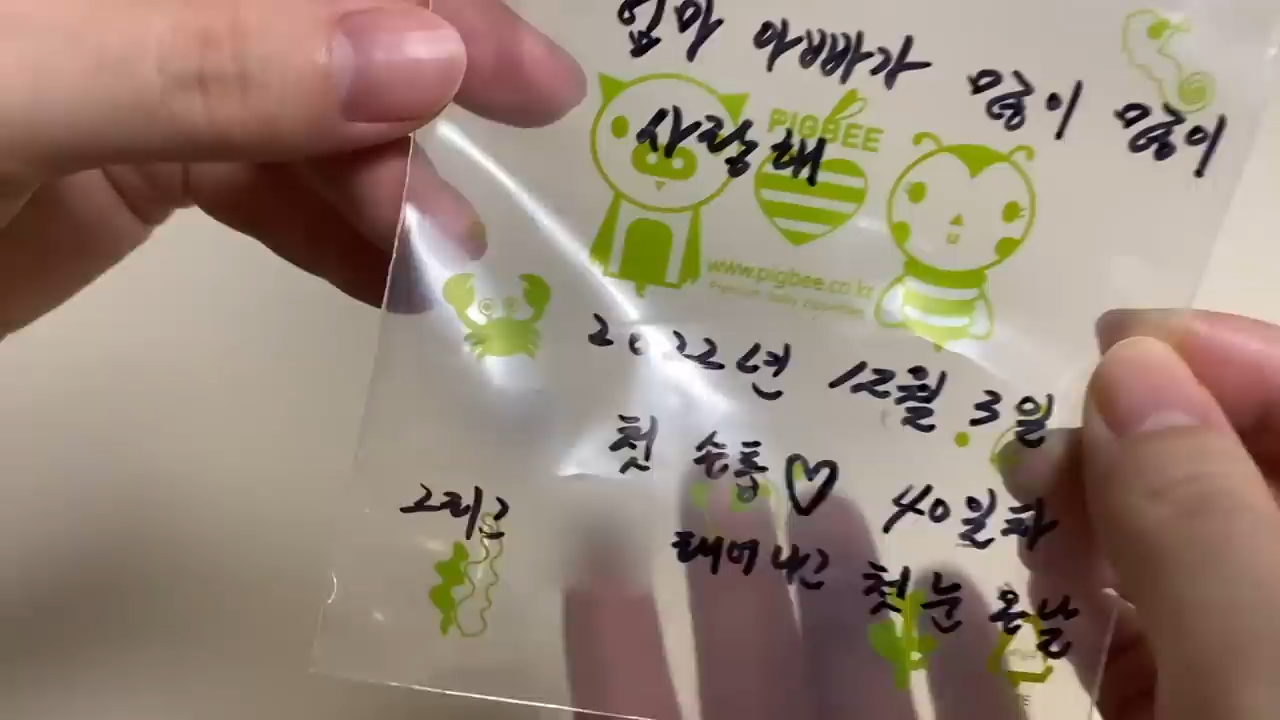 엄마 아빠가 멍이 멍이
사랑해
PIGBEE
www.pigbee.co.kr
2022년 12월 3일
첫 손톱♡ 40일차
그리고
태어나고 첫눈 온날